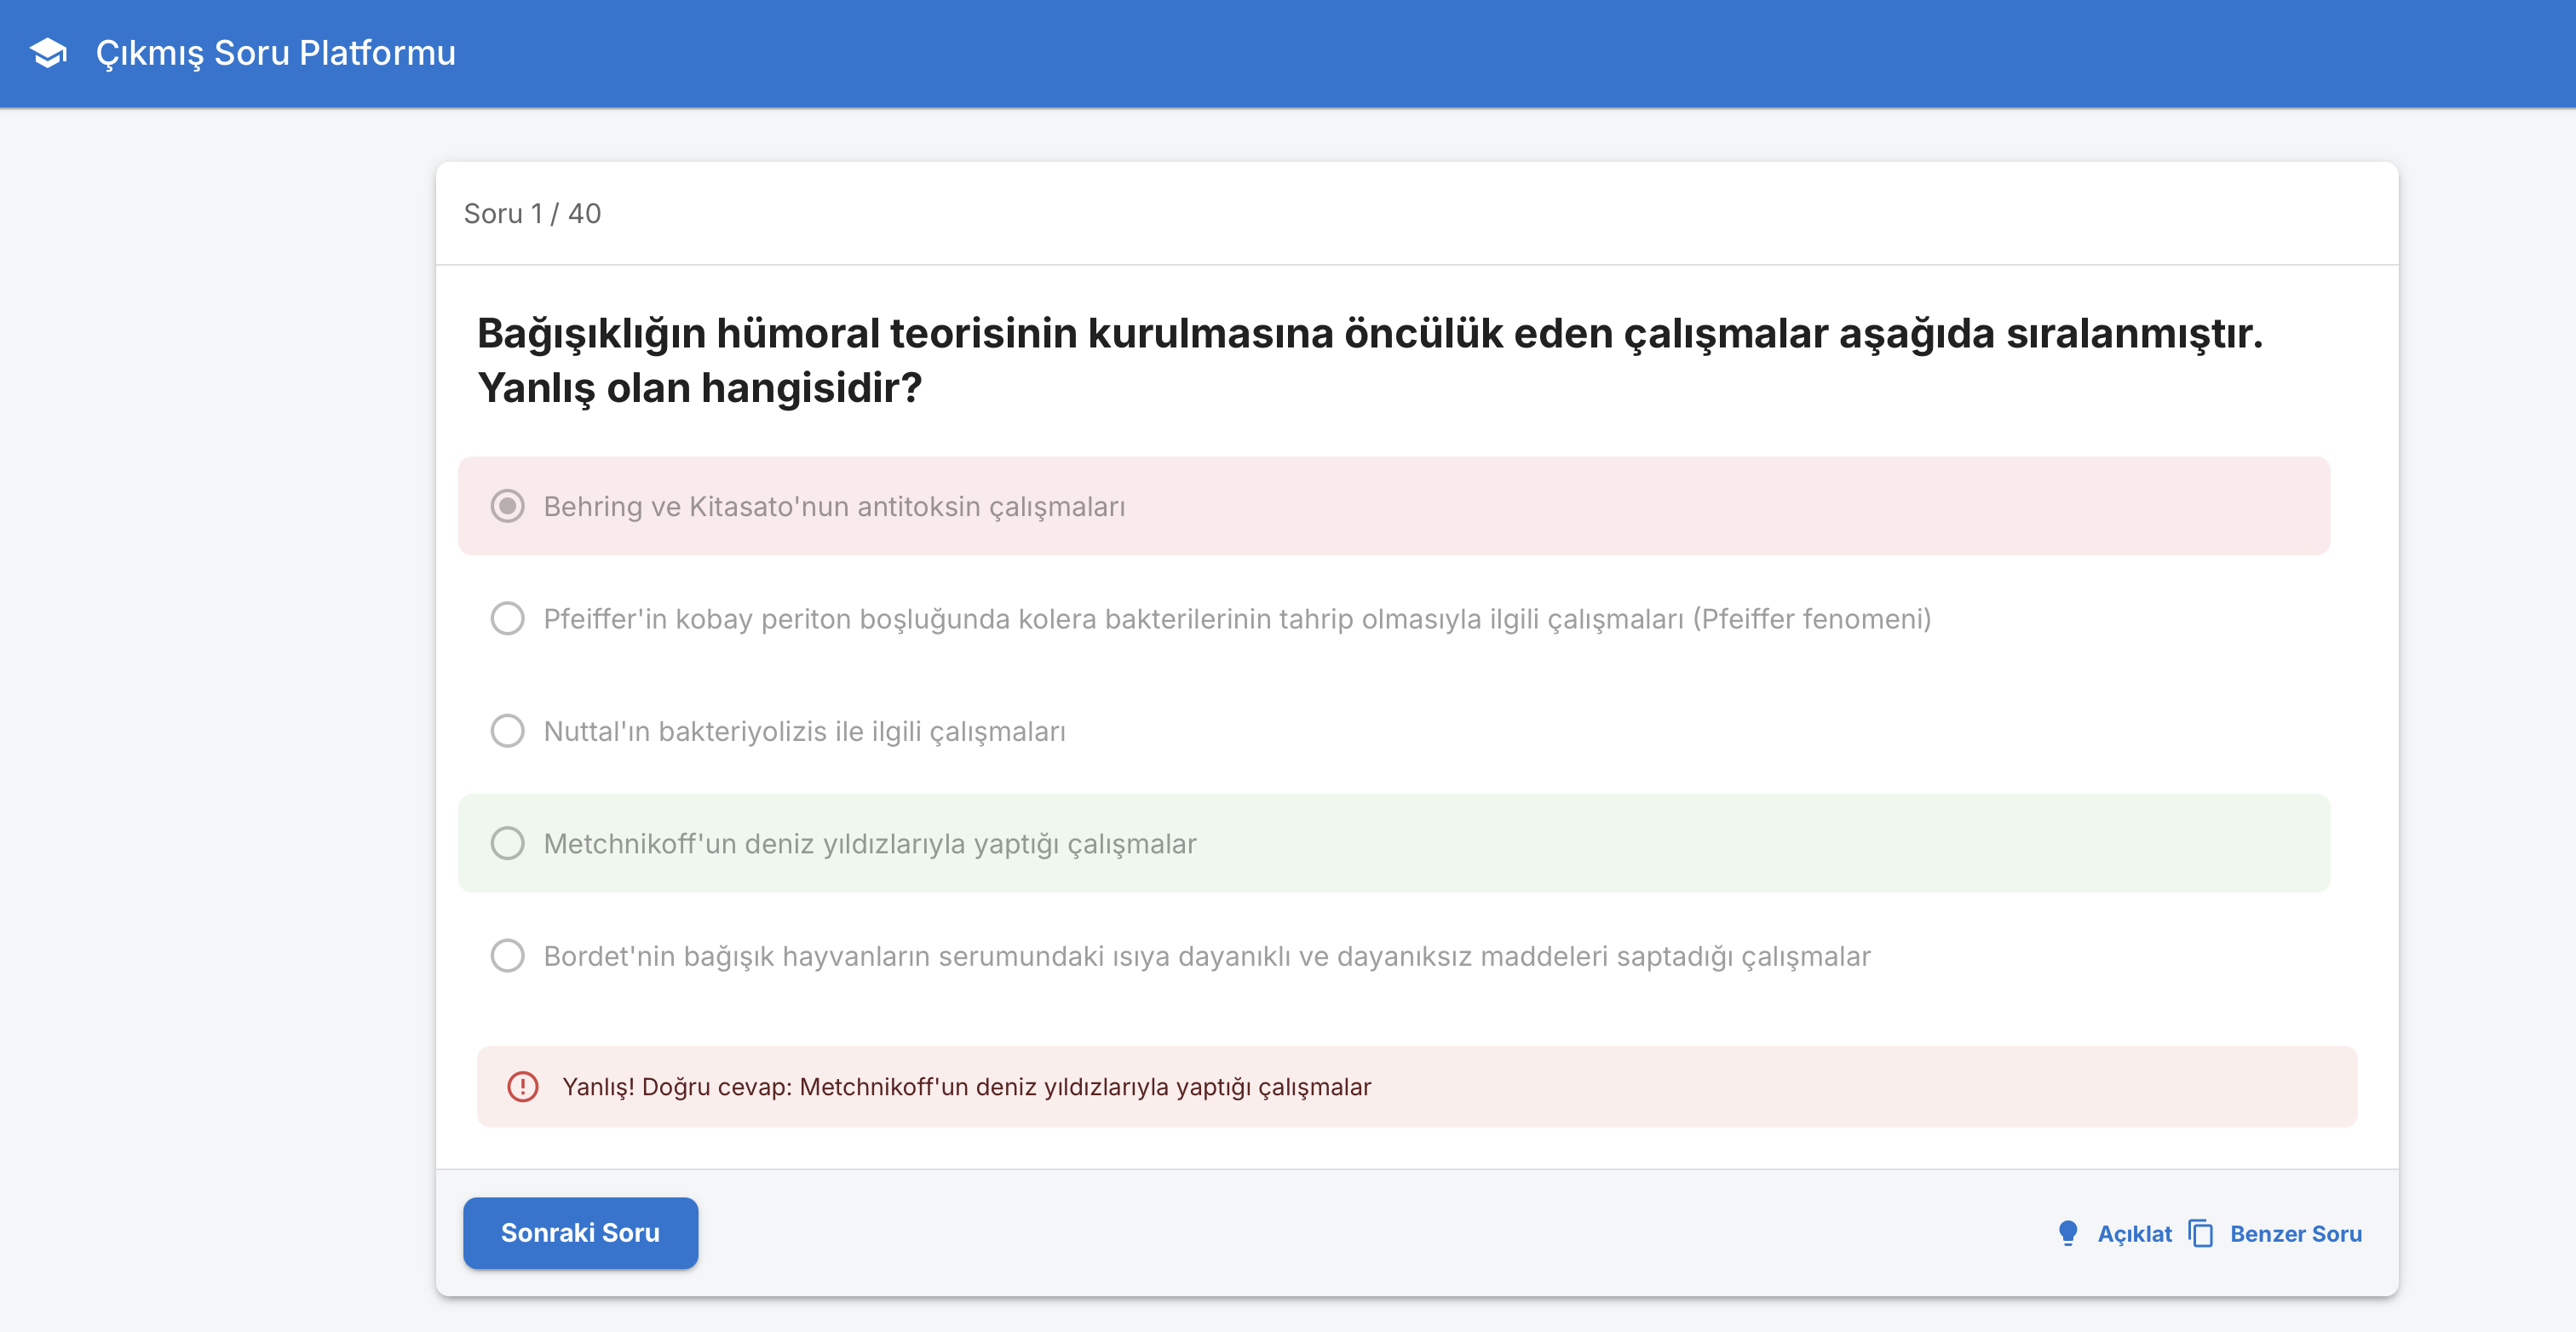 Çıkmış Soru Platformu
Soru 1 / 40
Bağışıklığın hümoral teorisinin kurulmasına öncülük eden çalışmalar aşağıda sıralanmıştır.
Yanlış olan hangisidir?
Behring ve Kitasato'nun antitoksin çalışmaları
Pfeiffer'in kobay periton boşluğunda kolera bakterilerinin tahrip olmasıyla ilgili çalışmaları (Pfeiffer fenomeni)
Nuttal'ın bakteriyolizis ile ilgili çalışmaları
Metchnikoff'un deniz yıldızlarıyla yaptığı çalışmalar
Bordet'nin bağışık hayvanların serumundaki ısıya dayanıklı ve dayanıksız maddeleri saptadığı çalışmalar
Yanlış! Doğru cevap: Metchnikoff'un deniz yıldızlarıyla yaptığı çalışmalar
Sonraki Soru
Açıklat
Benzer Soru